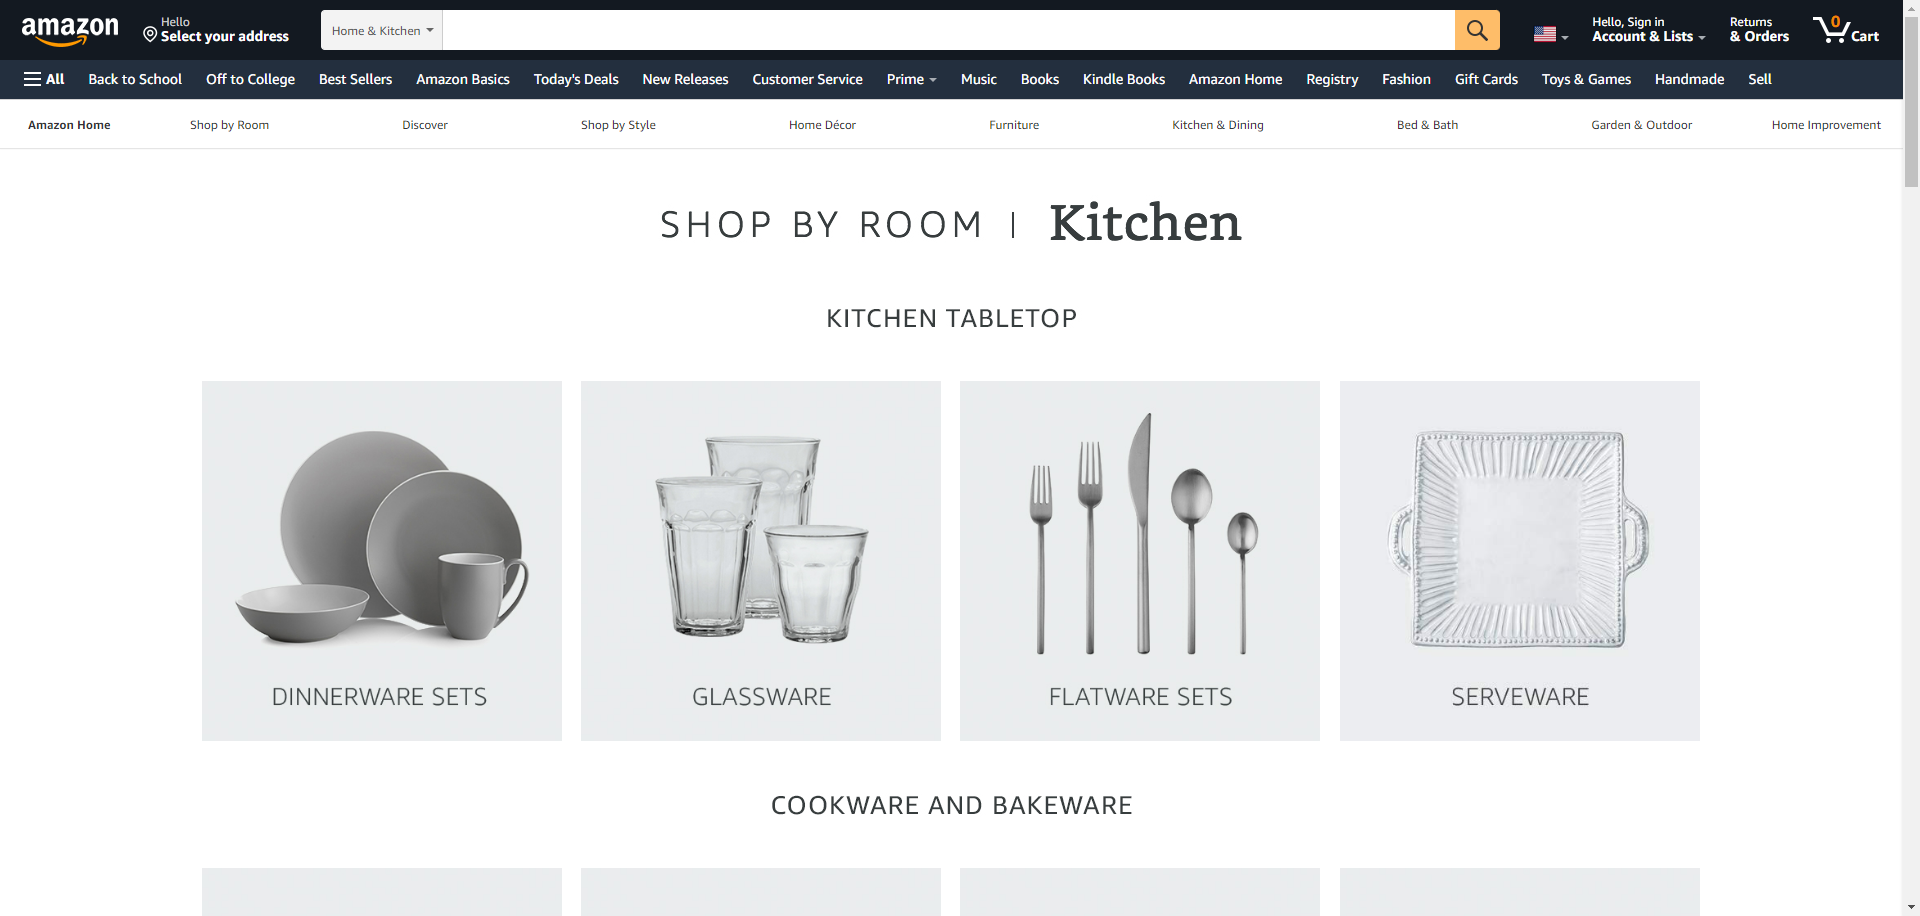 amazon
Hello
Select your address
Home & Kitchen
Hello, Sign in
Account & Lists
Returns
& Orders
0
Cart
All
Back to School
Off to College
Best Sellers
Amazon Basics
Today's Deals
New Releases
Customer Service
Prime
Music
Books
Kindle Books
Amazon Home
Registry
Fashion
Gift Cards
Toys & Games
Handmade
Sell
Amazon Home
Shop by Room
Discover
Shop by Style
Home Décor
Furniture
Kitchen & Dining
Bed & Bath
Garden & Outdoor
Home Improvement
SHOP BY ROOM | Kitchen
KITCHEN TABLETOP
DINNERWARE SETS
GLASSWARE
FLATWARE SETS
SERVEWARE
COOKWARE AND BAKEWARE